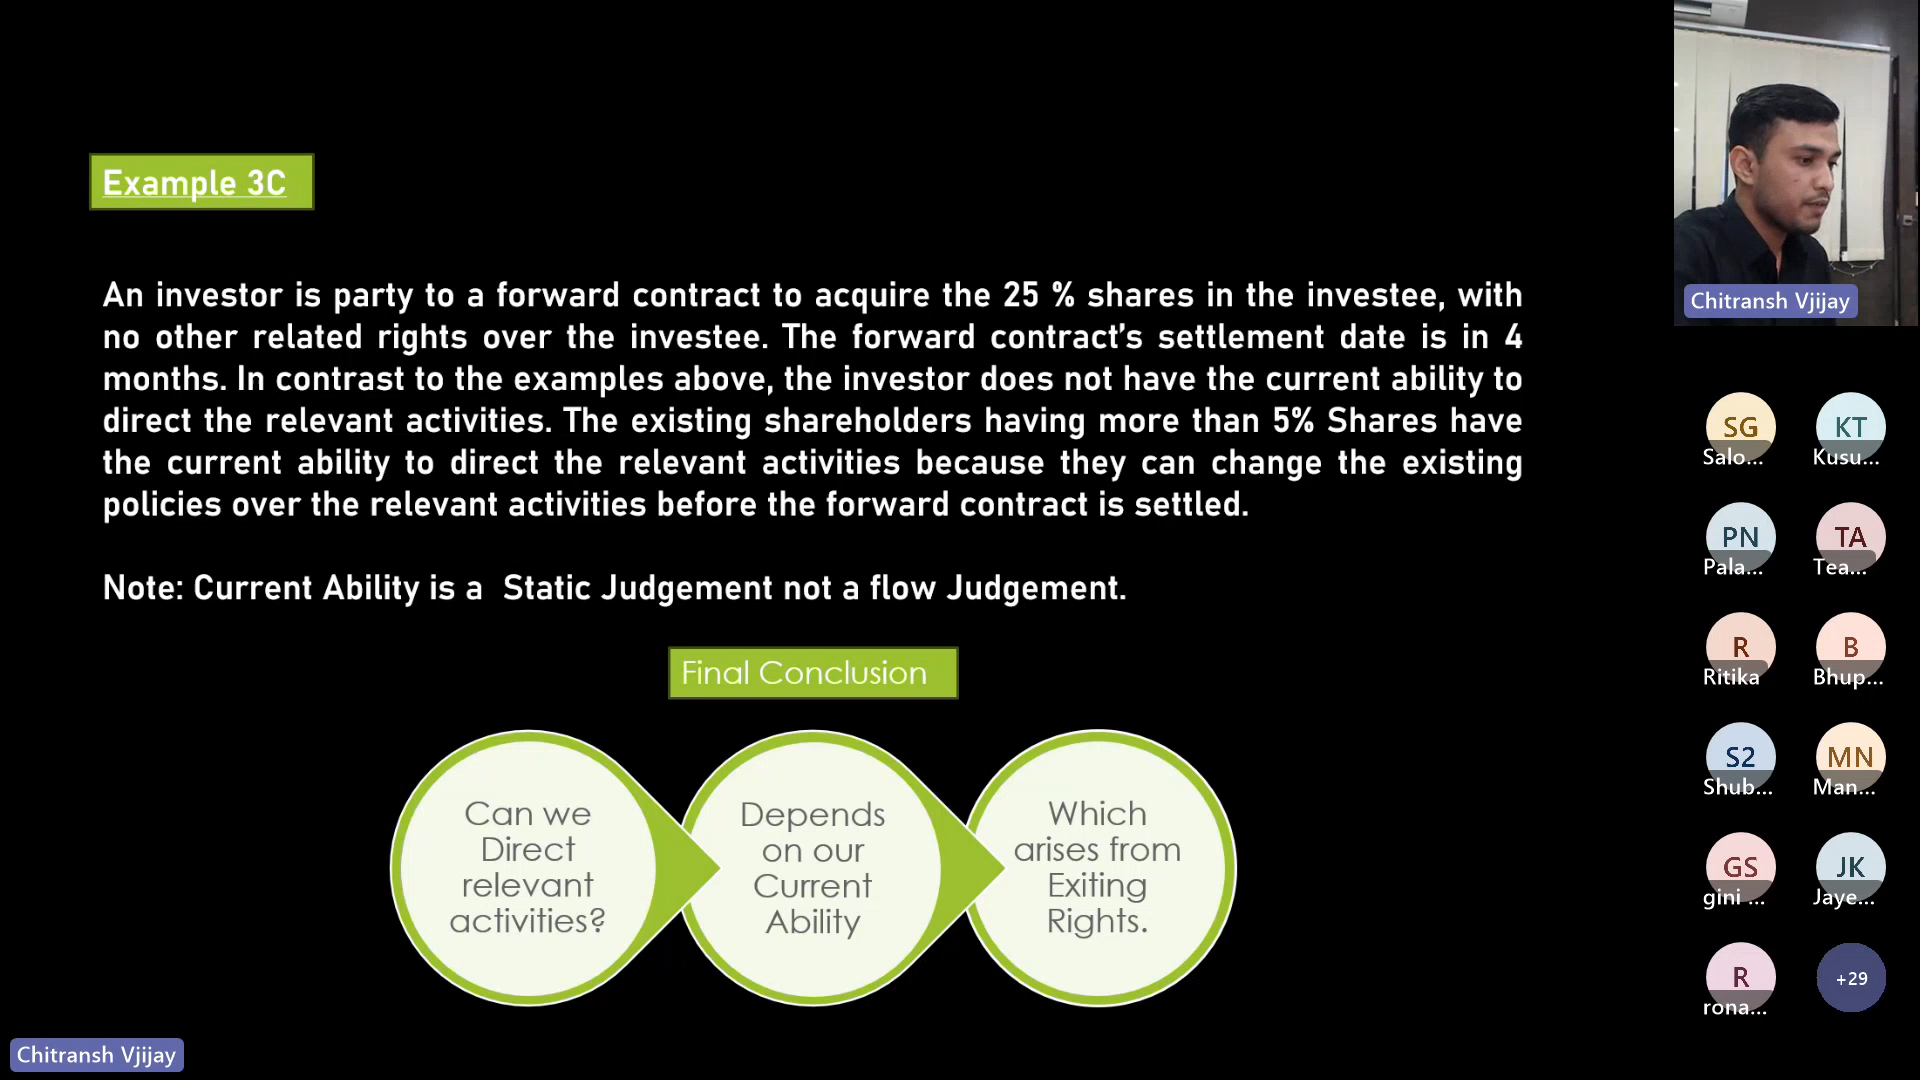 Example 3C
An investor is party to a forward contract to acquire the 25 % shares in the investee, with
no other related rights over the investee. The forward contract's settlement date is in 4
months. In contrast to the examples above, the investor does not have the current ability to
direct the relevant activities. The existing shareholders having more than 5% Shares have
the current ability to direct the relevant activities because they can change the existing
policies over the relevant activities before the forward contract is settled.
Note: Current Ability is a Static Judgement not a flow Judgement.
Final Conclusion
Can we
Direct
relevant
activities?
Depends
on our
Current
Ability
Which
arises from
Exiting
Rights.
Chitransh Vjijay
Chitransh Vjijay
SG
Salo...
KT
Kusu...
PN
Pala...
TA
Tea...
R
Ritika
B
Bhup...
S2
Shub...
MN
Man...
GS
gini ...
JK
Jaye...
R
rona...
+29